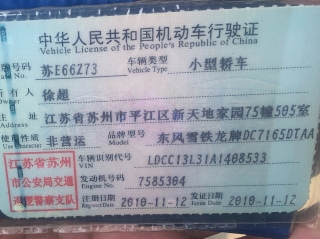 中华人民共和国机动车行驶证
Vehicle License of the People's Republic of China
牌号码 苏E66Z73 车辆类型 小型轿车
Plate No. Vehicle Type
所有人 徐超
Owner
住址 江苏省苏州市平江区新天地家园75幢505室
Address
使用性质 非营运 品牌型号 东风雪铁龙牌DC7165DTAA
Use Character Model
江苏省苏州 车辆识别代号 LDCC13L31A1408533
VIN
市公安局交通 发动机号码 7585304
Engine No.
巡逻警察支队 注册日期 2010-11-12 发证日期 2010-11-12
Register Date Issue Date